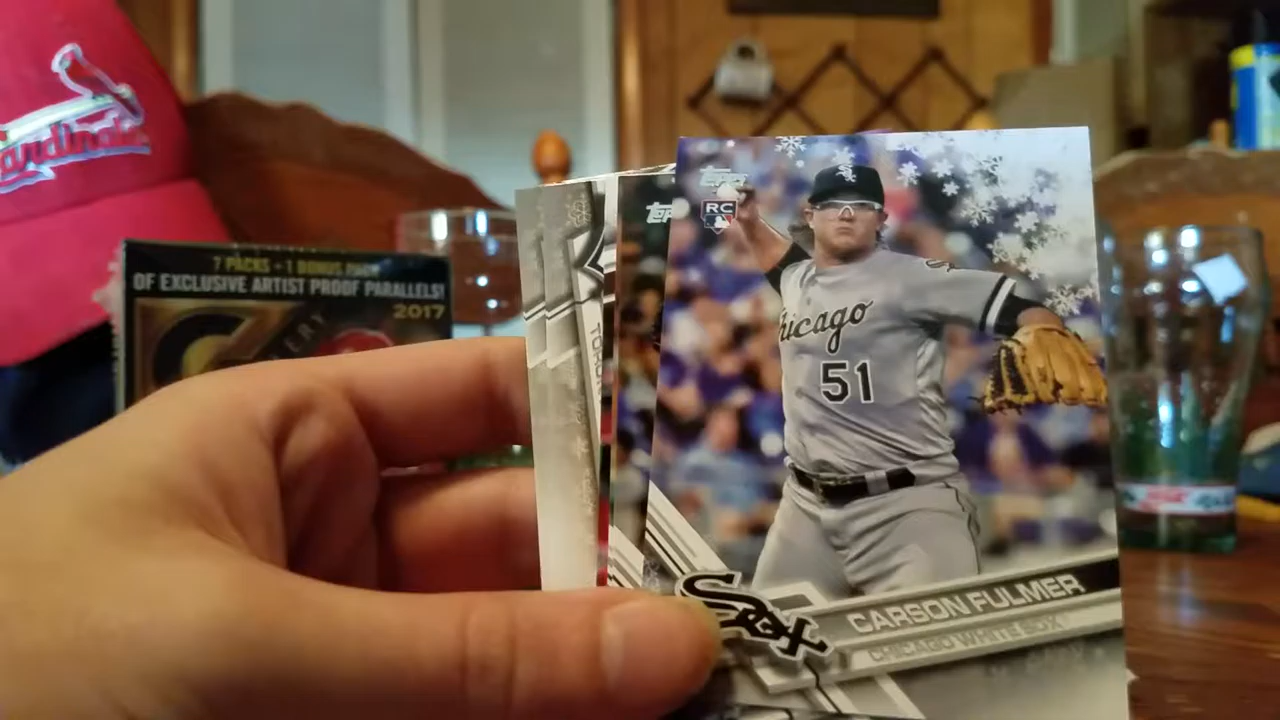 Cardinals
7 PACKS + 1 BONUS PACK
OF EXCLUSIVE ARTIST PROOF PARALLELS!
2017
TOPPS
RC
Chicago
51
Sox
CARSON FULMER
CHICAGO WHITE SOX